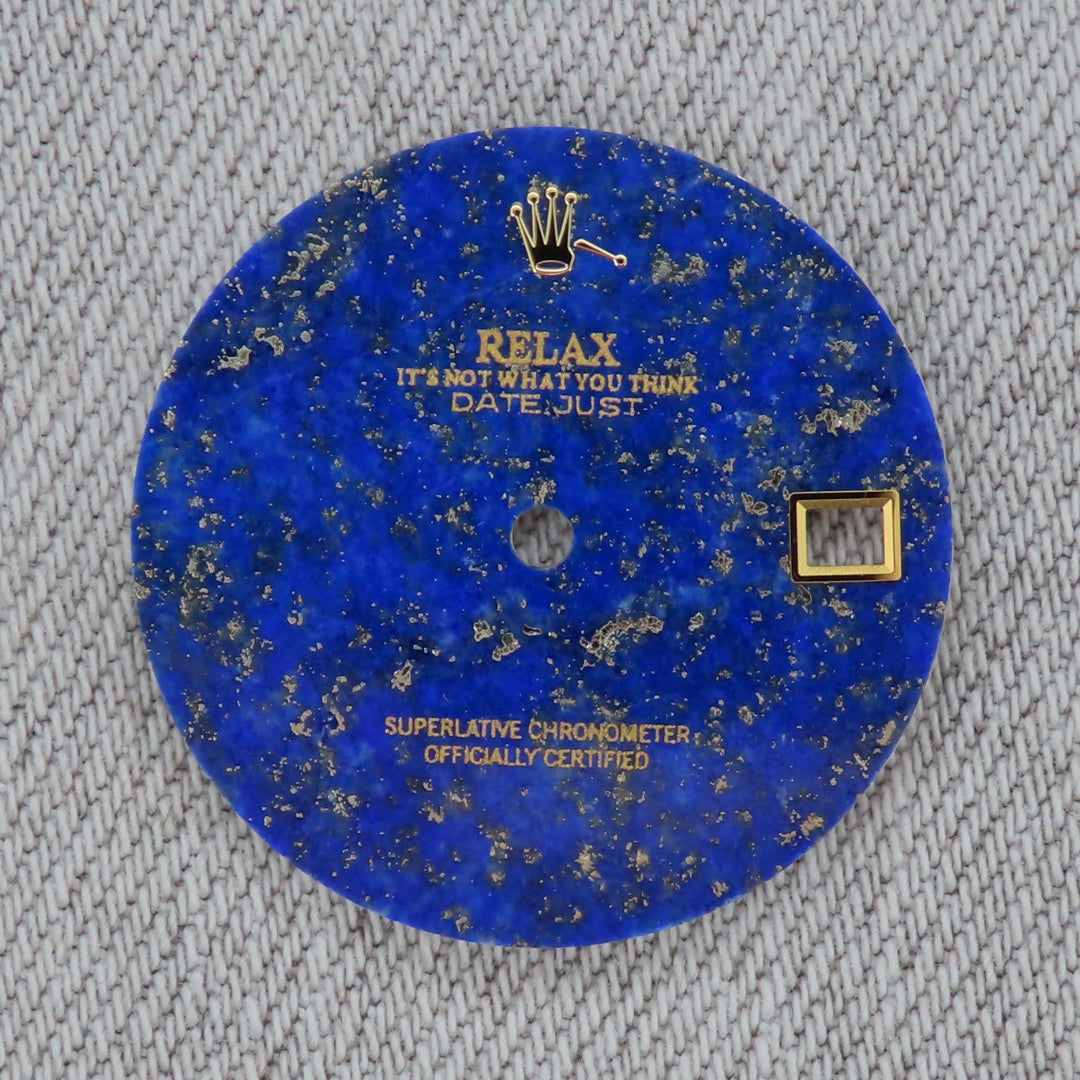 RELAX
IT'S NOT WHAT YOU THINK
DATE JUST
SUPERLATIVE CHRONOMETER
OFFICIALLY CERTIFIED